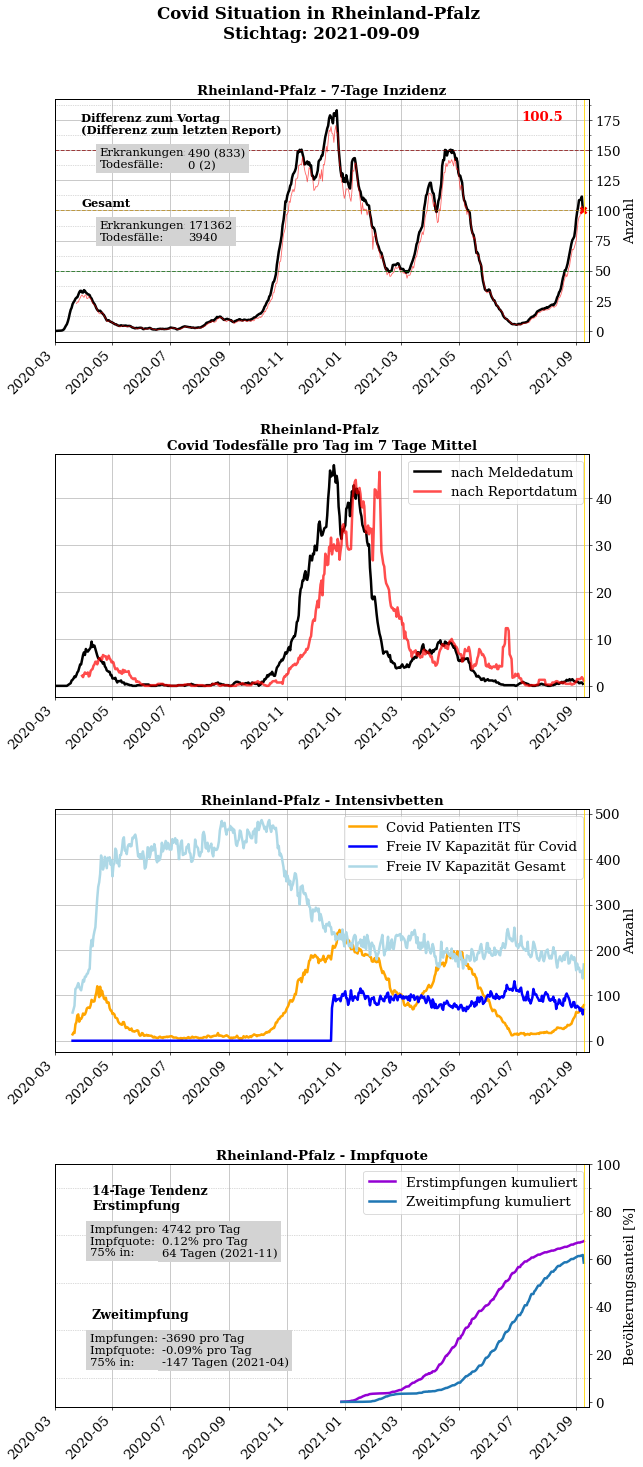 Covid Situation in Rheinland-Pfalz
Stichtag: 2021-09-09
Rheinland-Pfalz - 7-Tage Inzidenz
Differenz zum Vortag
(Differenz zum letzten Report)
Erkrankungen 490 (833)
Todesfälle: 0 (2)
Gesamt
Erkrankungen 171362
Todesfälle: 3940
100.5
175
150
125
100
75
50
25
0
Anzahl
2020-03
2020-05
2020-07
2020-09
2020-11
2021-01
2021-03
2021-05
2021-07
2021-09
Rheinland-Pfalz
Covid Todesfälle pro Tag im 7 Tage Mittel
nach Meldedatum
nach Reportdatum
40
30
20
10
0
2020-03
2020-05
2020-07
2020-09
2020-11
2021-01
2021-03
2021-05
2021-07
2021-09
Rheinland-Pfalz - Intensivbetten
Covid Patienten ITS
Freie IV Kapazität für Covid
Freie IV Kapazität Gesamt
500
400
300
200
100
0
Anzahl
2020-03
2020-05
2020-07
2020-09
2020-11
2021-01
2021-03
2021-05
2021-07
2021-09
Rheinland-Pfalz - Impfquote
14-Tage Tendenz
Erstimpfung
Impfungen: 4742 pro Tag
Impfquote: 0.12% pro Tag
75% in: 64 Tagen (2021-11)
Zweitimpfung
Impfungen: -3690 pro Tag
Impfquote: -0.09% pro Tag
75% in: -147 Tagen (2021-04)
Erstimpfungen kumuliert
Zweitimpfung kumuliert
100
80
60
40
20
0
Bevölkerungsanteil [%]
2020-03
2020-05
2020-07
2020-09
2020-11
2021-01
2021-03
2021-05
2021-07
2021-09